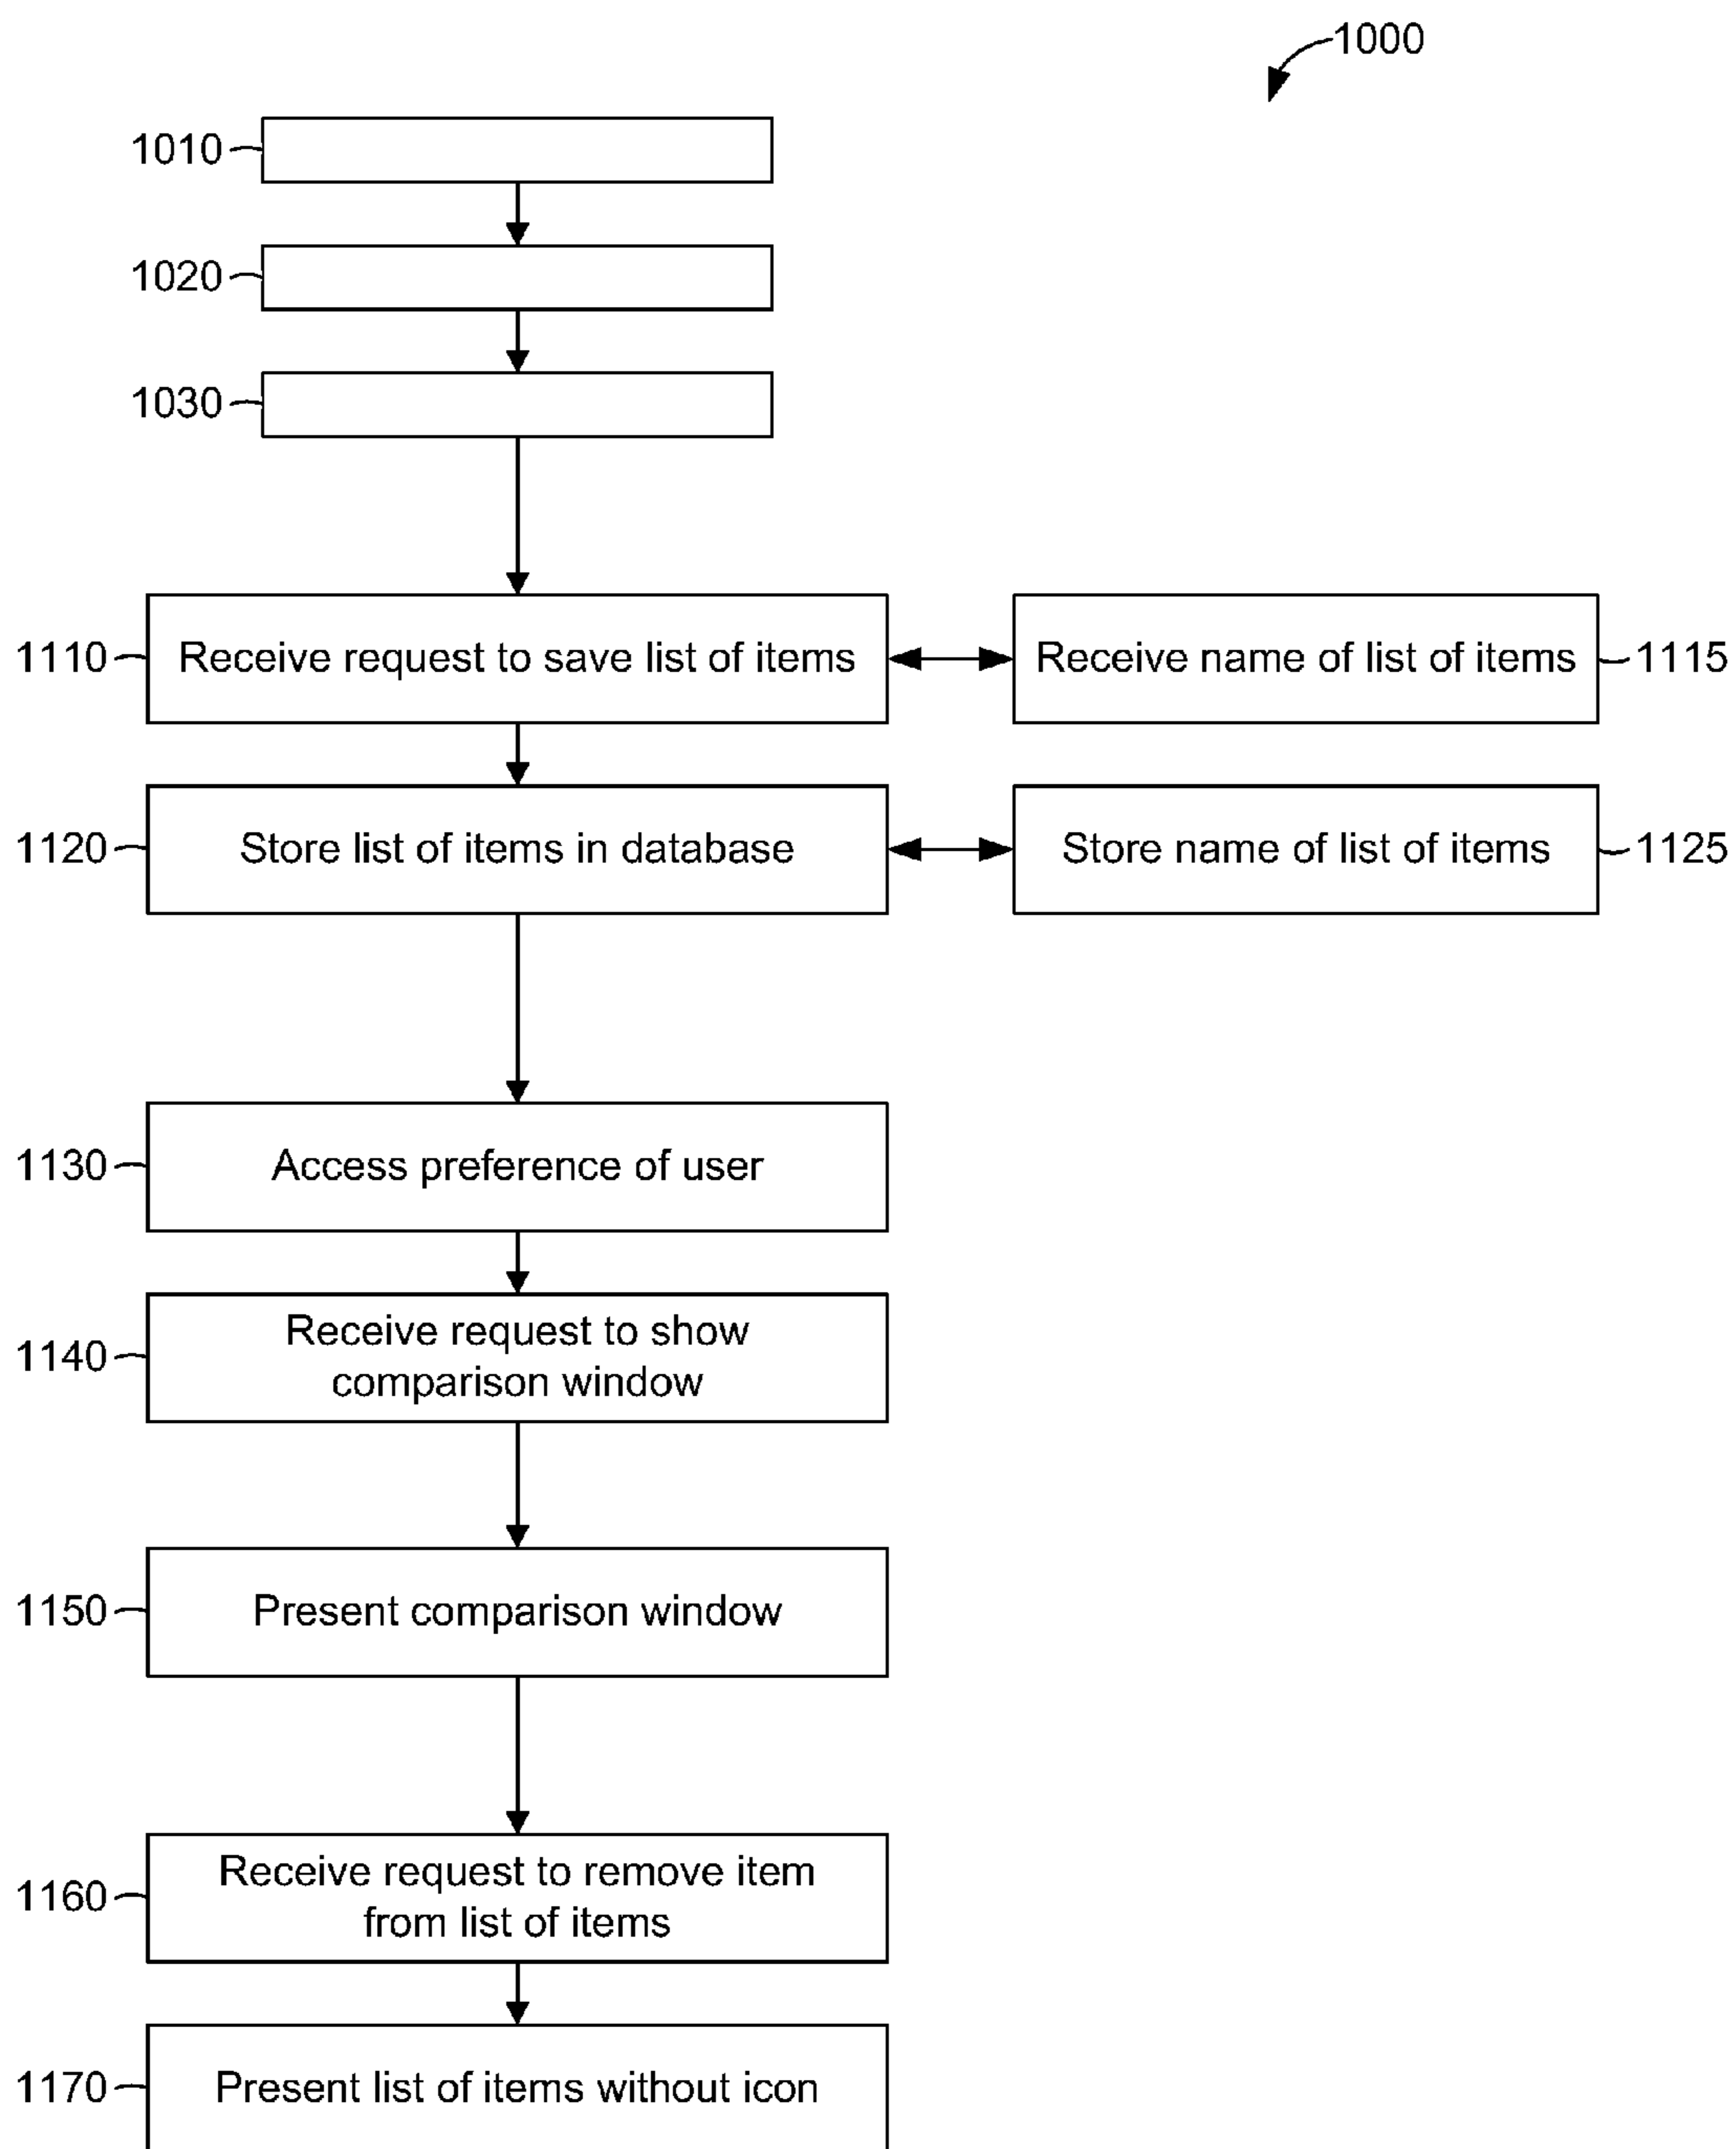 1000
1010
1020
1030
1110
Receive request to save list of items
Receive name of list of items
1115
1120
Store list of items in database
Store name of list of items
1125
1130
Access preference of user
1140
Receive request to show
comparison window
1150
Present comparison window
1160
Receive request to remove item
from list of items
1170
Present list of items without icon